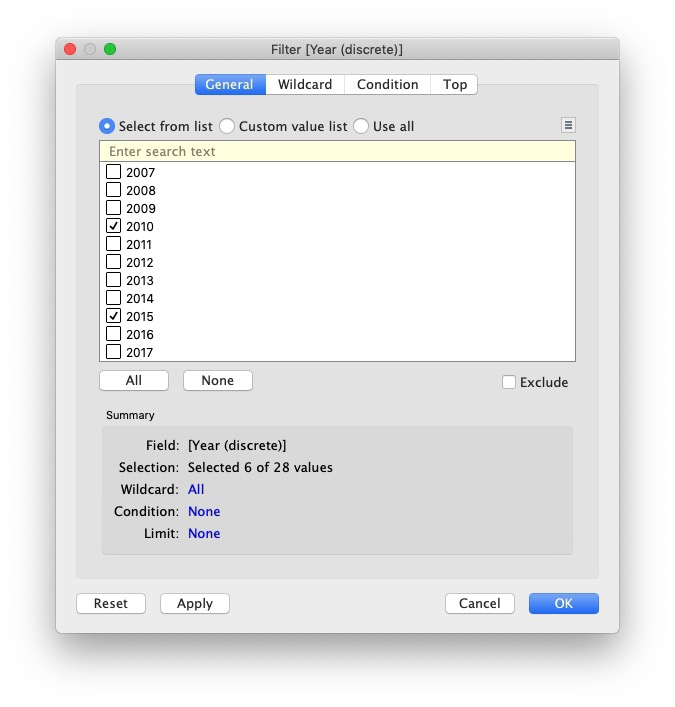 Filter [Year (discrete)]
General Wildcard Condition Top
Select from list Custom value list Use all
Enter search text
2007
2008
2009
2010
2011
2012
2013
2014
2015
2016
2017
All None Exclude
Summary
Field: [Year (discrete)]
Selection: Selected 6 of 28 values
Wildcard: All
Condition: None
Limit: None
Reset Apply Cancel OK